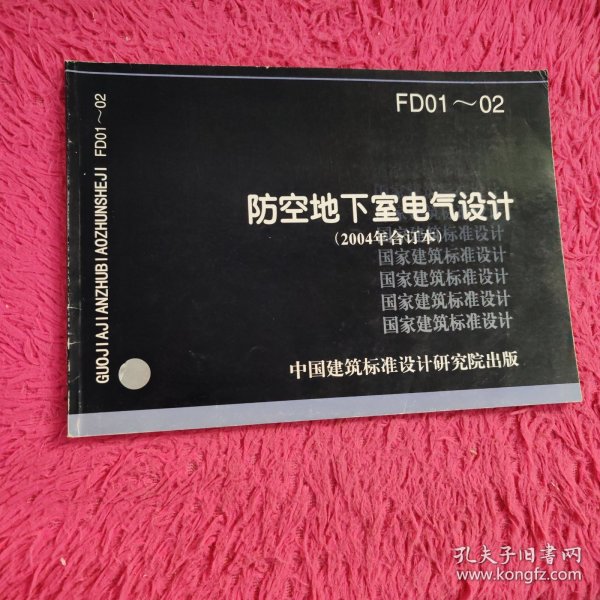 FD01～02
GUOJIAJIANZHUBIAOZHUNSHEJI FD01～02
防空地下室电气设计
(2004年合订本)
国家建筑标准设计
国家建筑标准设计
国家建筑标准设计
国家建筑标准设计
国家建筑标准设计
中国建筑标准设计研究院出版
孔夫子旧书网
www.kongfz.com